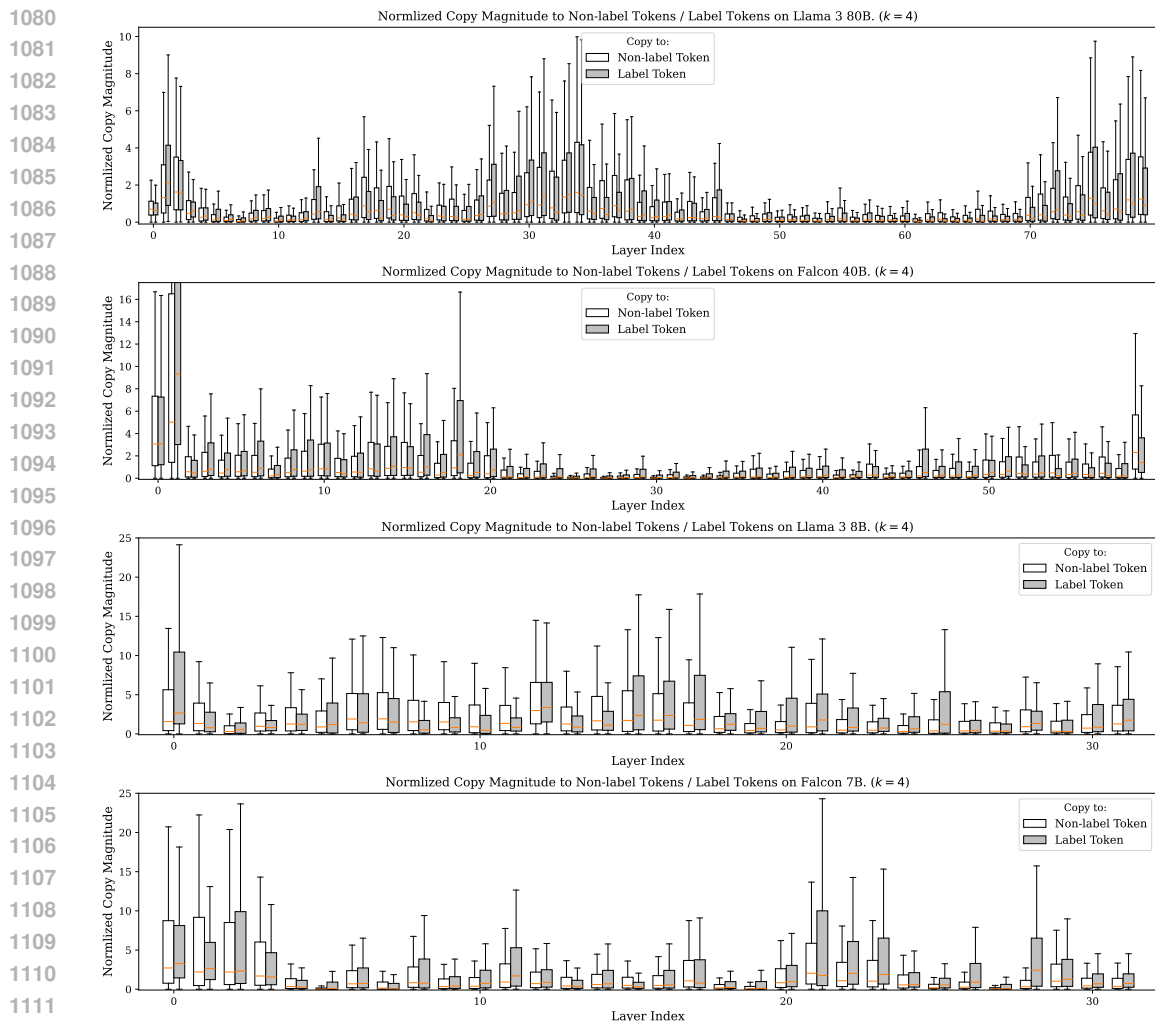 1080
1081
1082
1083
1084
1085
1086
1087
1088
1089
1090
1091
1092
1093
1094
1095
1096
1097
1098
1099
1100
1101
1102
1103
1104
1105
1106
1107
1108
1109
1110
1111
Normlized Copy Magnitude to Non-label Tokens / Label Tokens on Llama 3 80B. (k = 4)
Normlized Copy Magnitude
10
8
6
4
2
0
Copy to:
Non-label Token
Label Token
0 10 20 30 40 50 60 70
Layer Index
Normlized Copy Magnitude to Non-label Tokens / Label Tokens on Falcon 40B. (k = 4)
Normlized Copy Magnitude
16
14
12
10
8
6
4
2
0
Copy to:
Non-label Token
Label Token
0 10 20 30 40 50
Layer Index
Normlized Copy Magnitude to Non-label Tokens / Label Tokens on Llama 3 8B. (k = 4)
Normlized Copy Magnitude
25
20
15
10
5
0
Copy to:
Non-label Token
Label Token
0 10 20 30
Layer Index
Normlized Copy Magnitude to Non-label Tokens / Label Tokens on Falcon 7B. (k = 4)
Normlized Copy Magnitude
25
20
15
10
5
0
Copy to:
Non-label Token
Label Token
0 10 20 30
Layer Index